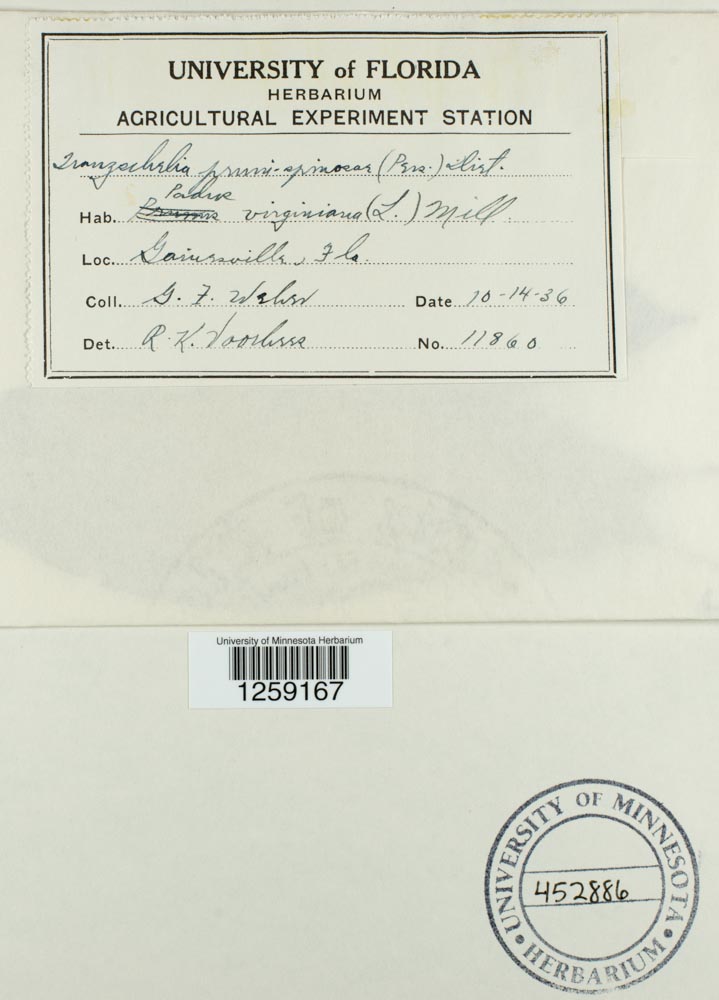 UNIVERSITY of FLORIDA
HERBARIUM
AGRICULTURAL EXPERIMENT STATION
Tranzschelia pruni-spinosae (Pers.) Diet.
Padus
Hab. Prunus virginiana (L.) Mill.
Loc. Gainesville, Fla.
Coll. G. F. Weber Date 10-14-36
Det. R. K. Voorhees No. 11860
University of Minnesota Herbarium
1259167
UNIVERSITY OF MINNESOTA
452886
HERBARIUM